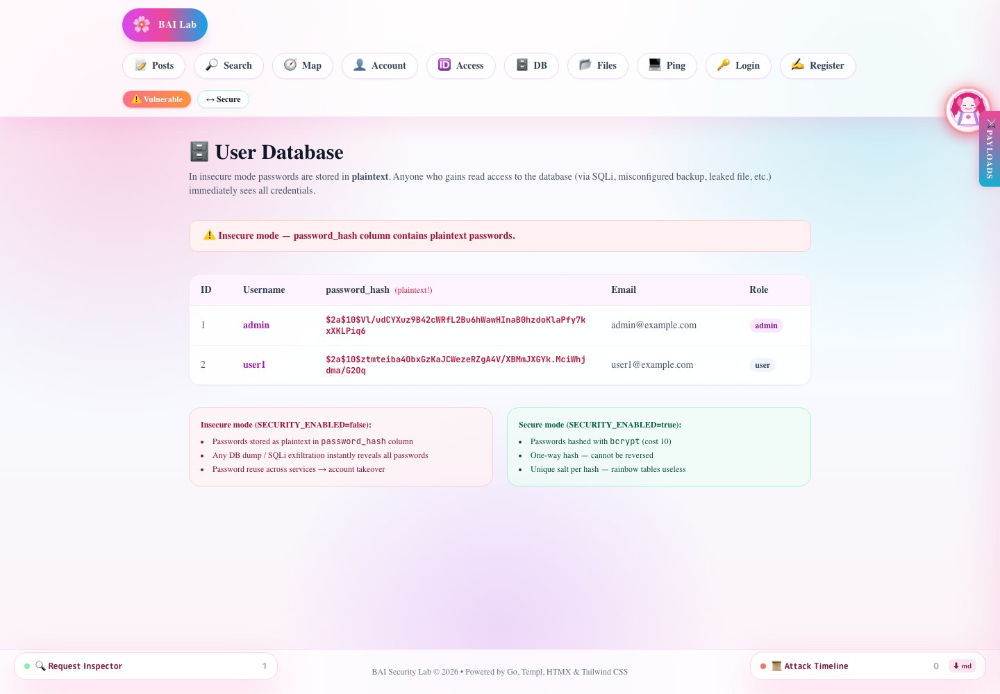 BAI Lab
Posts
Search
Map
Account
Access
DB
Files
Ping
Login
Register
Vulnerable
↔ Secure
PAYLOADS
User Database
In insecure mode passwords are stored in plaintext. Anyone who gains read access to the database (via SQLi, misconfigured backup, leaked file, etc.)
immediately sees all credentials.
Insecure mode — password_hash column contains plaintext passwords.
ID Username password_hash (plaintext!) Email Role
1 admin $2a$10$Vl/udCYXuz9B42cWRfL2Bu6hWawHInaB0hzdoKlaPfy7k admin@example.com admin
xXKLPiq6
2 user1 $2a$10$ztmteiba4ObxGzKaJCWezeRZgA4V/XBMmJXGYk.MciWhj user1@example.com user
dma/G2Oq
Insecure mode (SECURITY_ENABLED=false):
• Passwords stored as plaintext in password_hash column
• Any DB dump / SQLi exfiltration instantly reveals all passwords
• Password reuse across services → account takeover
Secure mode (SECURITY_ENABLED=true):
• Passwords hashed with bcrypt (cost 10)
• One-way hash — cannot be reversed
• Unique salt per hash — rainbow tables useless
Request Inspector 1
BAI Security Lab © 2026 • Powered by Go, Templ, HTMX & Tailwind CSS
Attack Timeline 0 ⬇ md